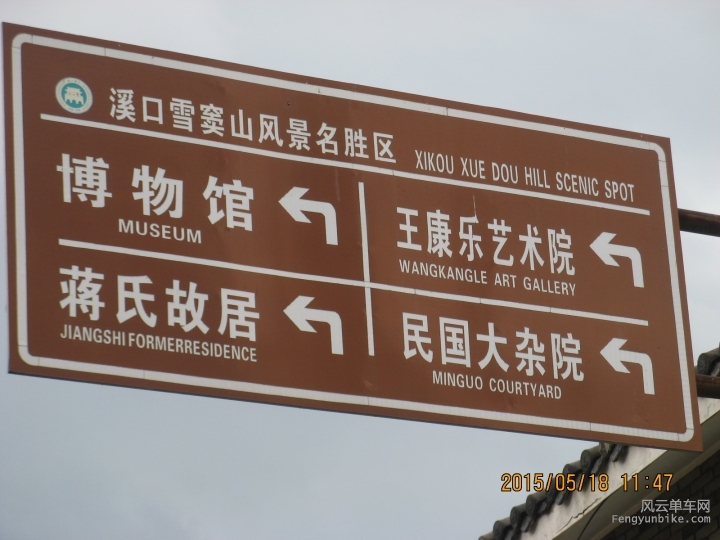 溪口雪窦山风景名胜区 XIKOU XUE DOU HILL SCENIC SPOT
博物馆
MUSEUM
王康乐艺术院
WANGKANGLE ART GALLERY
蒋氏故居
JIANGSHIFORMERRESIDENCE
民国大杂院
MINGUO COURTYARD
2015/05/18 11:47
风云单车网
Fengyunbike.com